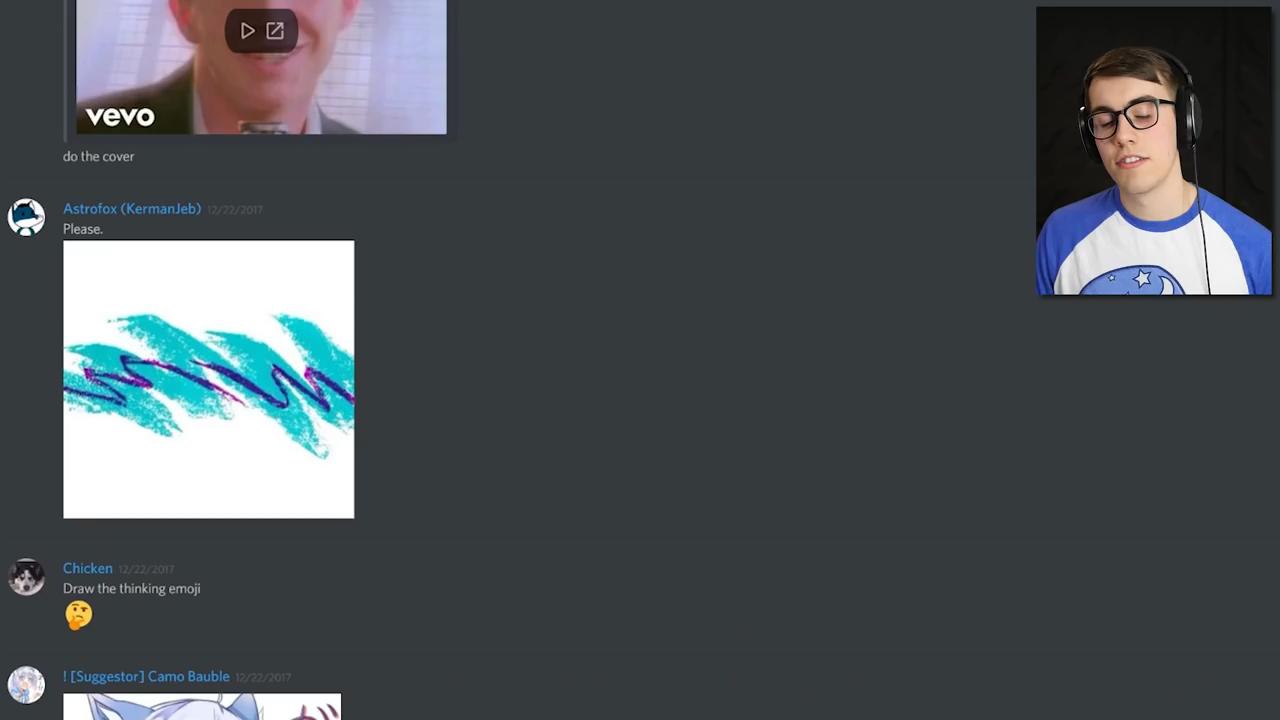 vevo
do the cover
Astrofox (KermanJeb) 12/22/2017
Please.
Chicken 12/22/2017
Draw the thinking emoji
! [Suggestor] Camo Bauble 12/22/2017